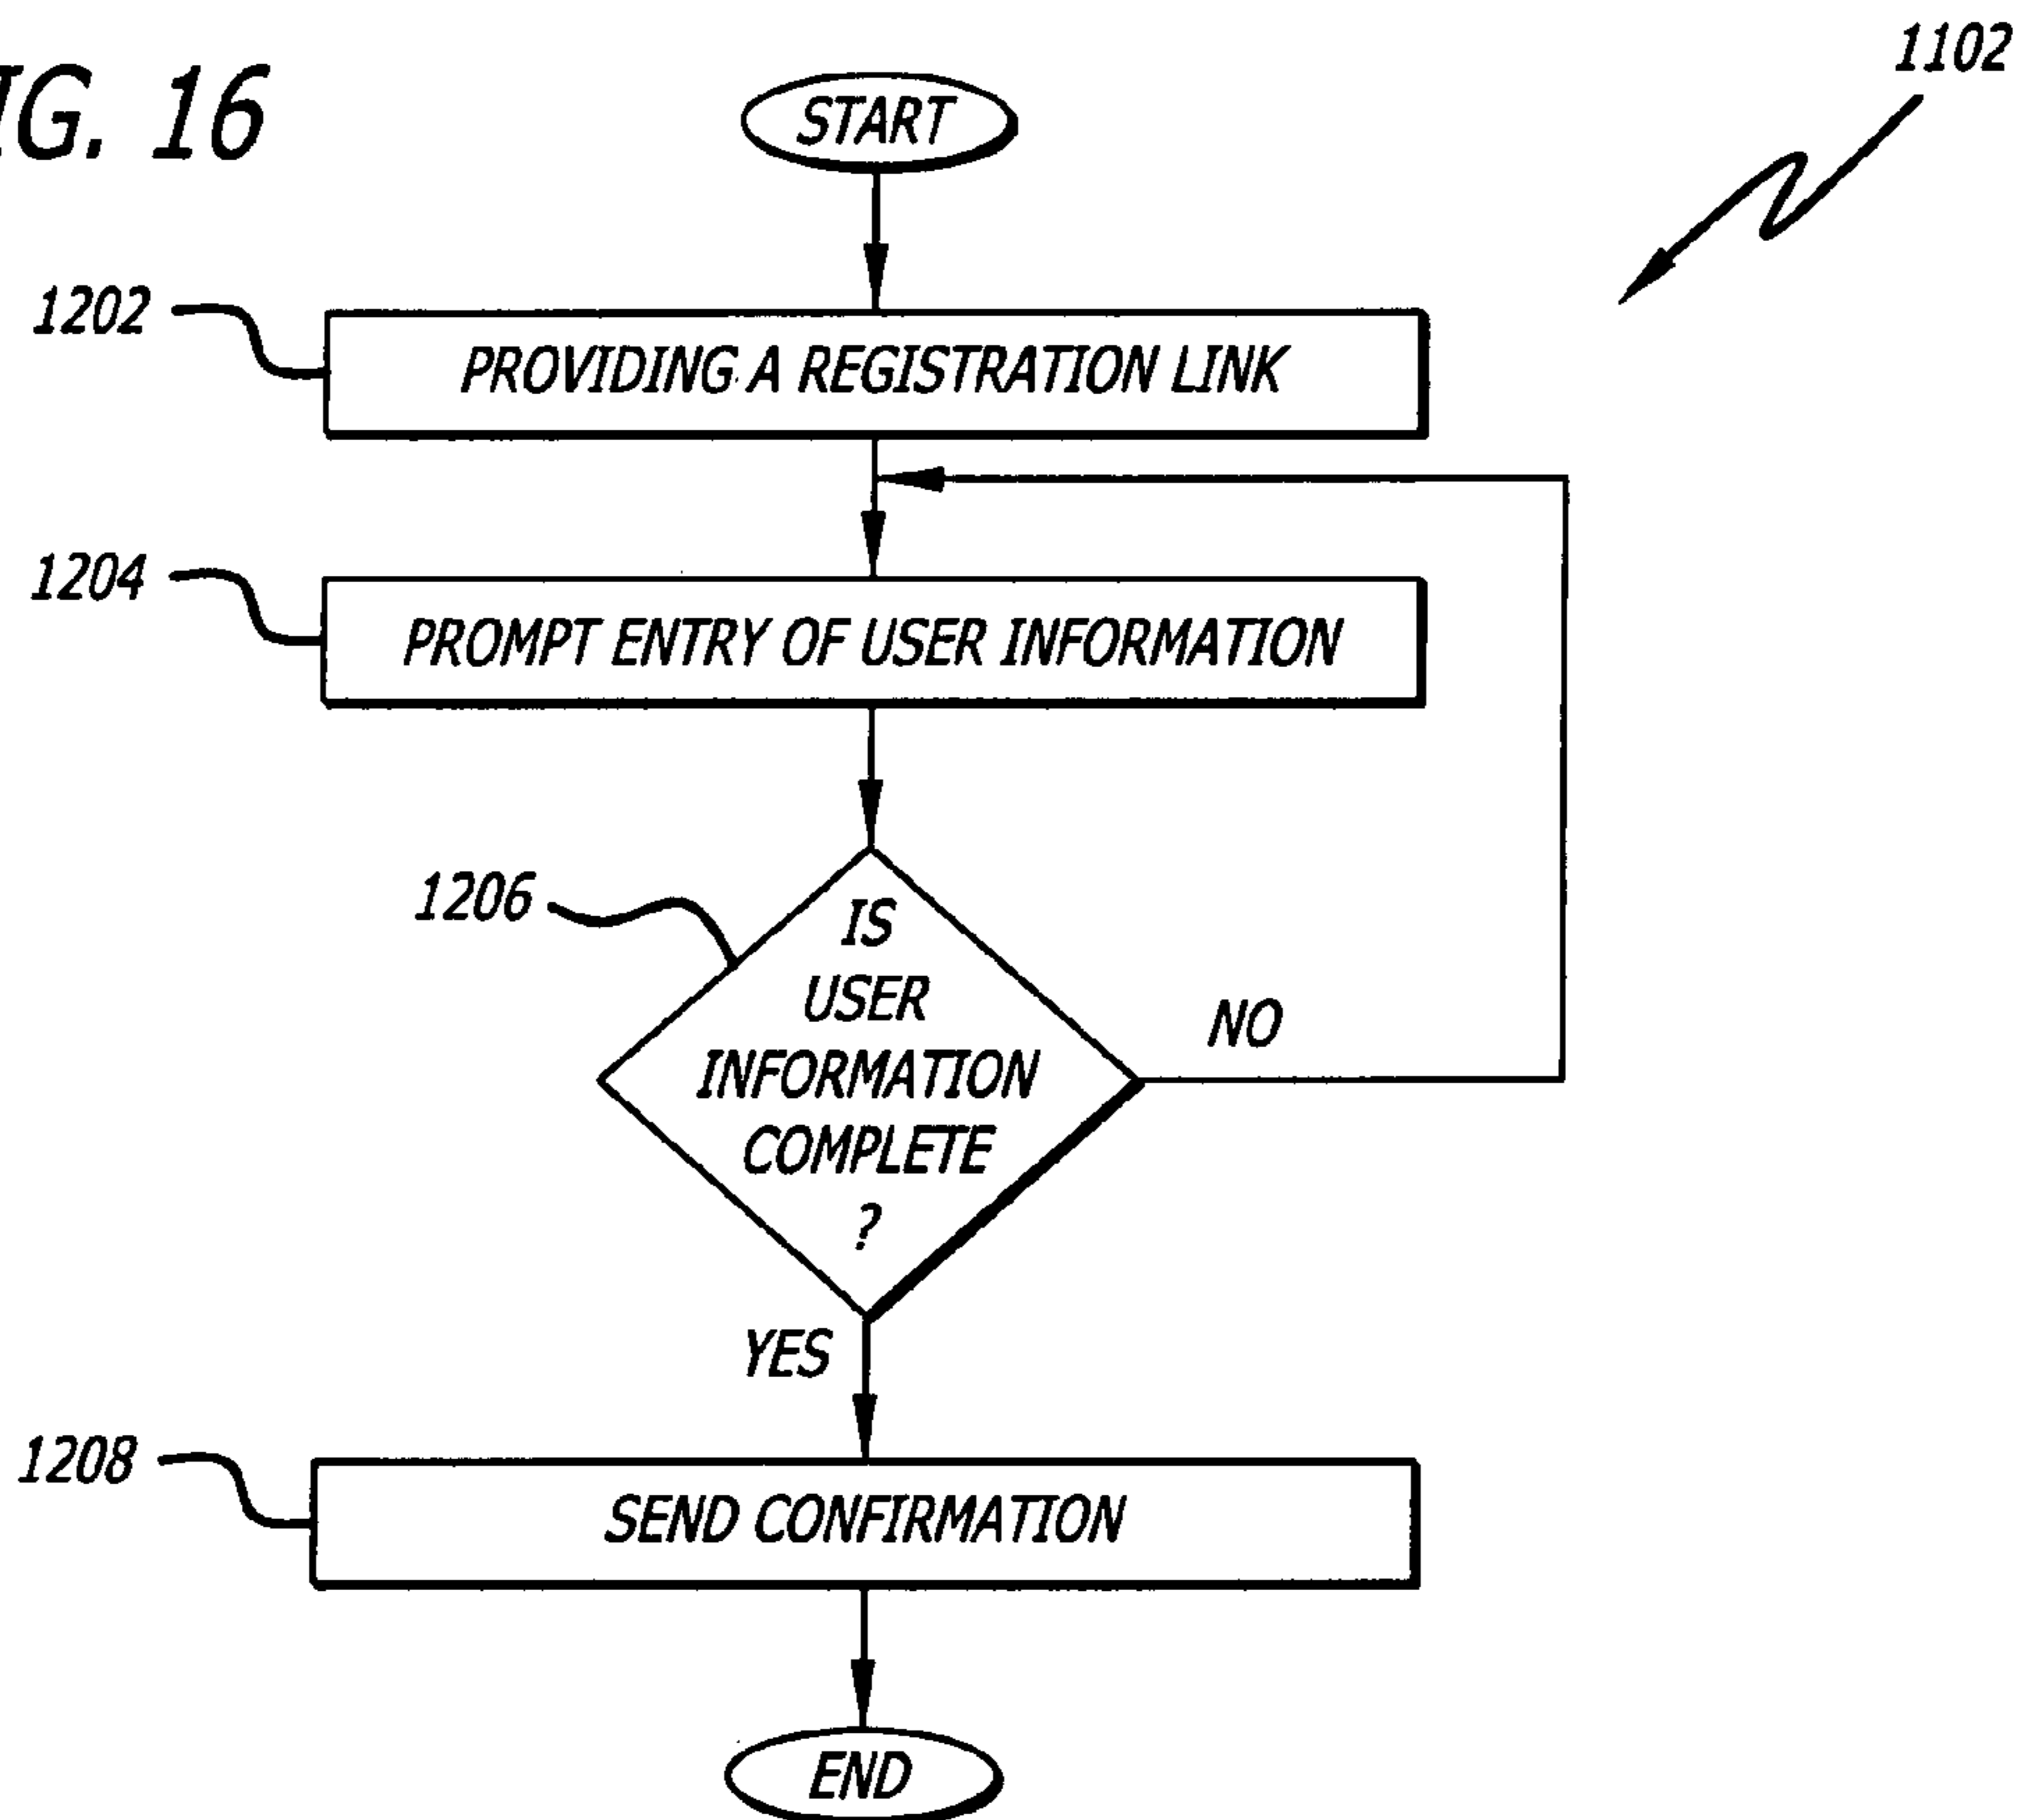 IG. 16
1102
START
1202
PROVIDING A REGISTRATION LINK
1204
PROMPT ENTRY OF USER INFORMATION
1206
IS
USER
INFORMATION
COMPLETE
?
NO
YES
1208
SEND CONFIRMATION
END